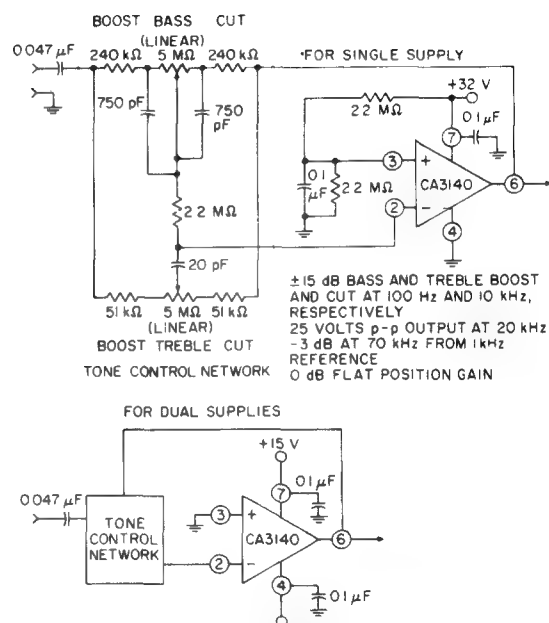 BOOST BASS CUT
(LINEAR)
0.047 µF
240 kΩ 5 MΩ 240 kΩ
750 pF
750 pF
2.2 MΩ
20 pF
51 kΩ 5 MΩ 51 kΩ
(LINEAR)
BOOST TREBLE CUT
TONE CONTROL NETWORK
FOR SINGLE SUPPLY
+32 V
2.2 MΩ
7
0.1 µF
3
+
CA3140
6
0.1 µF
2.2 MΩ
2
−
4
±15 dB BASS AND TREBLE BOOST
AND CUT AT 100 Hz AND 10 kHz,
RESPECTIVELY
25 VOLTS p-p OUTPUT AT 20 kHz
-3 dB AT 70 kHz FROM 1kHz
REFERENCE
0 dB FLAT POSITION GAIN
FOR DUAL SUPPLIES
+15 V
0.047 µF
7
0.1 µF
3
+
TONE
CONTROL
NETWORK
CA3140
6
2
−
4
0.1 µF